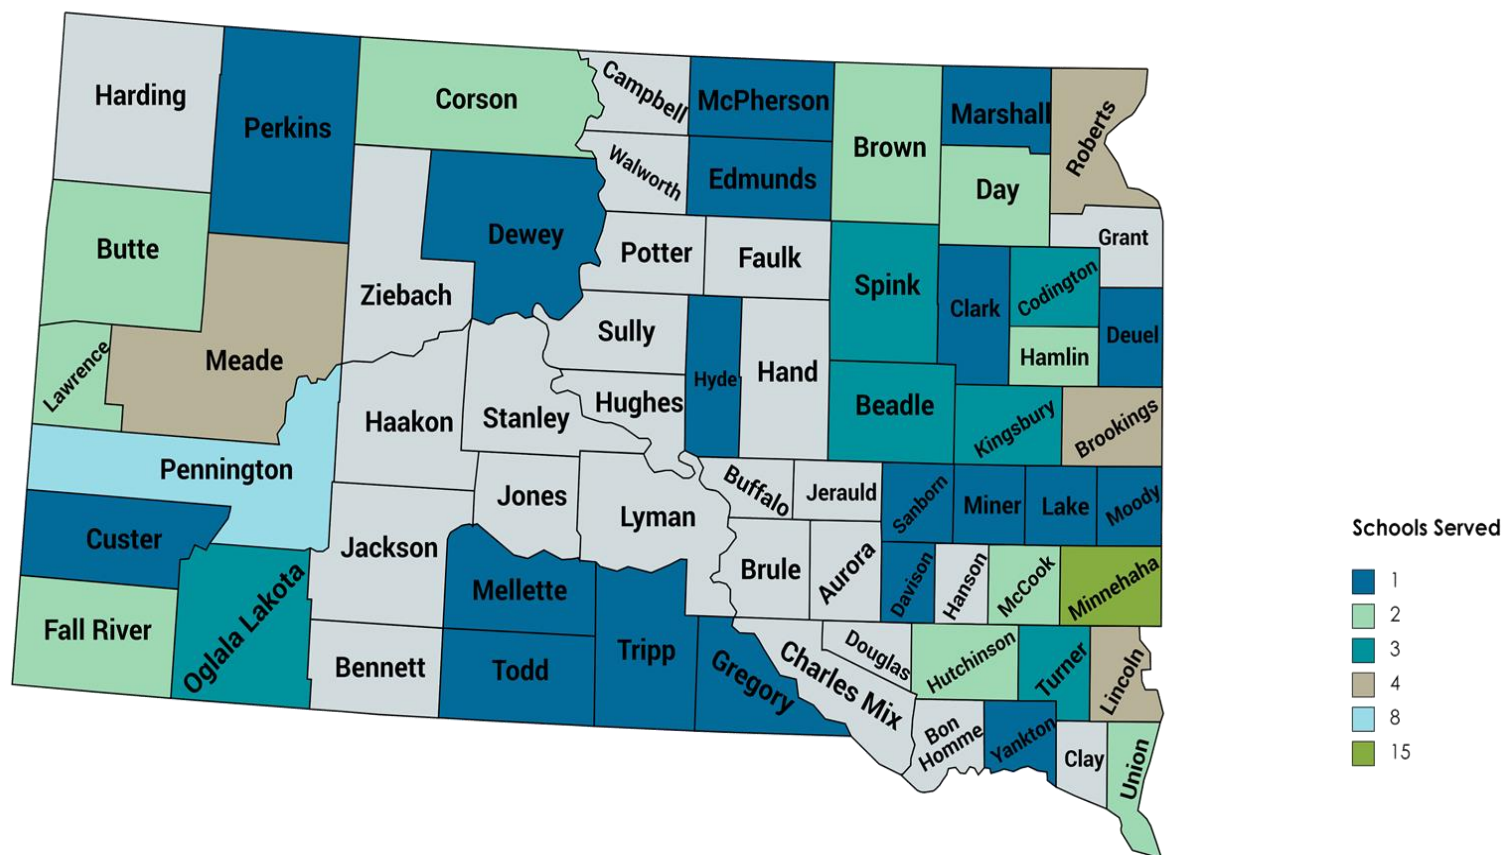 Harding
Perkins
Corson
Campbell
McPherson
Brown
Marshall
Roberts
Walworth
Edmunds
Day
Butte
Dewey
Potter
Faulk
Spink
Grant
Ziebach
Clark
Codington
Deuel
Lawrence
Meade
Sully
Hyde
Hand
Hamlin
Haakon
Stanley
Hughes
Beadle
Kingsbury
Brookings
Pennington
Jones
Lyman
Buffalo
Jerauld
Sanborn
Miner
Lake
Moody
Custer
Jackson
Mellette
Brule
Aurora
Davison
Hanson
McCook
Minnehaha
Fall River
Oglala Lakota
Bennett
Todd
Tripp
Gregory
Charles Mix
Douglas
Hutchinson
Turner
Lincoln
Bon
Homme
Yankton
Clay
Union
Schools Served
1
2
3
4
8
15